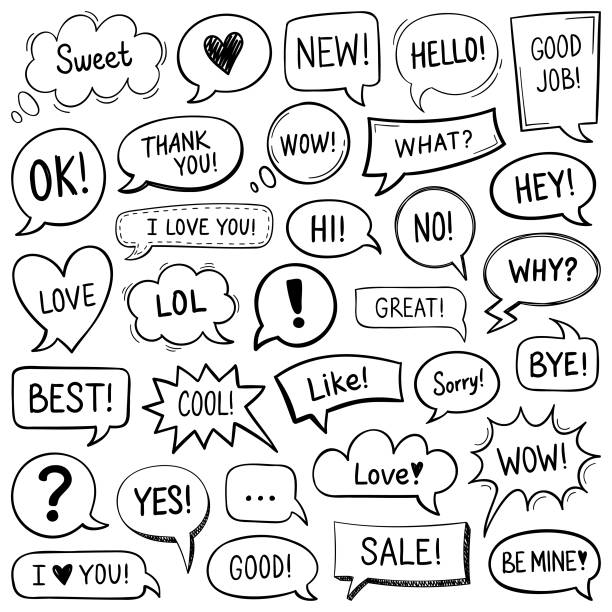 Sweet
♥
NEW!
HELLO!
GOOD
JOB!
OK!
THANK
YOU!
WOW!
WHAT?
HEY!
I LOVE YOU!
HI!
NO!
WHY?
LOVE
LOL
!
GREAT!
BYE!
BEST!
COOL!
Like!
Sorry!
WOW!
?
YES!
...
Love♥
I ♥ YOU!
GOOD!
SALE!
BE MINE♥